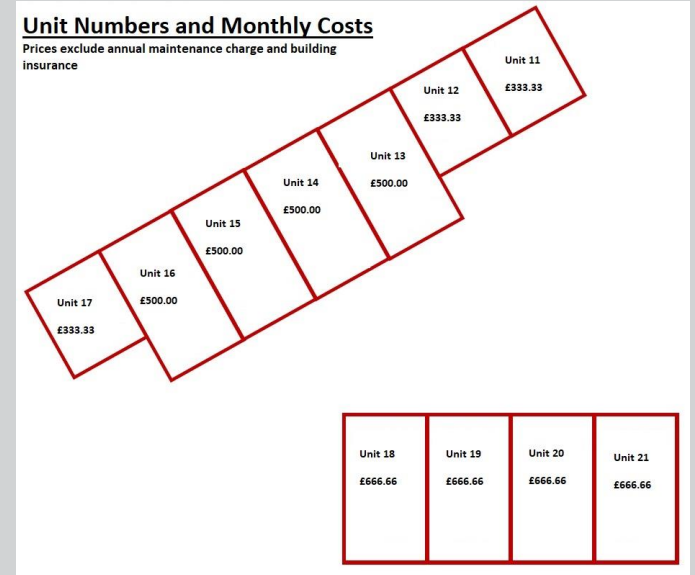 Unit Numbers and Monthly Costs
Prices exclude annual maintenance charge and building
insurance
Unit 11
£333.33
Unit 12
£333.33
Unit 13
£500.00
Unit 14
£500.00
Unit 15
£500.00
Unit 16
£500.00
Unit 17
£333.33
Unit 18
£666.66
Unit 19
£666.66
Unit 20
£666.66
Unit 21
£666.66